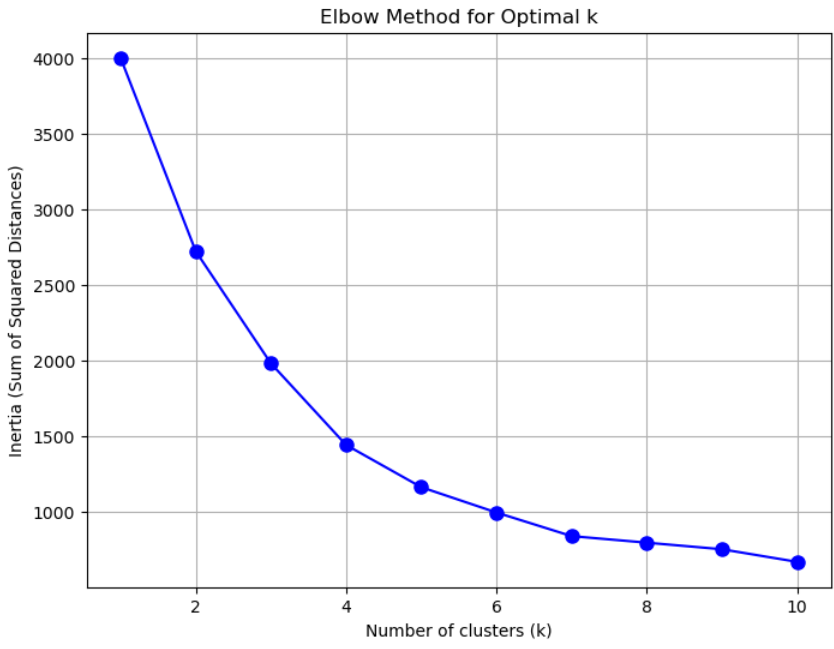 Elbow Method for Optimal k
4000
3500
3000
2500
2000
1500
1000
Inertia (Sum of Squared Distances)
2 4 6 8 10
Number of clusters (k)